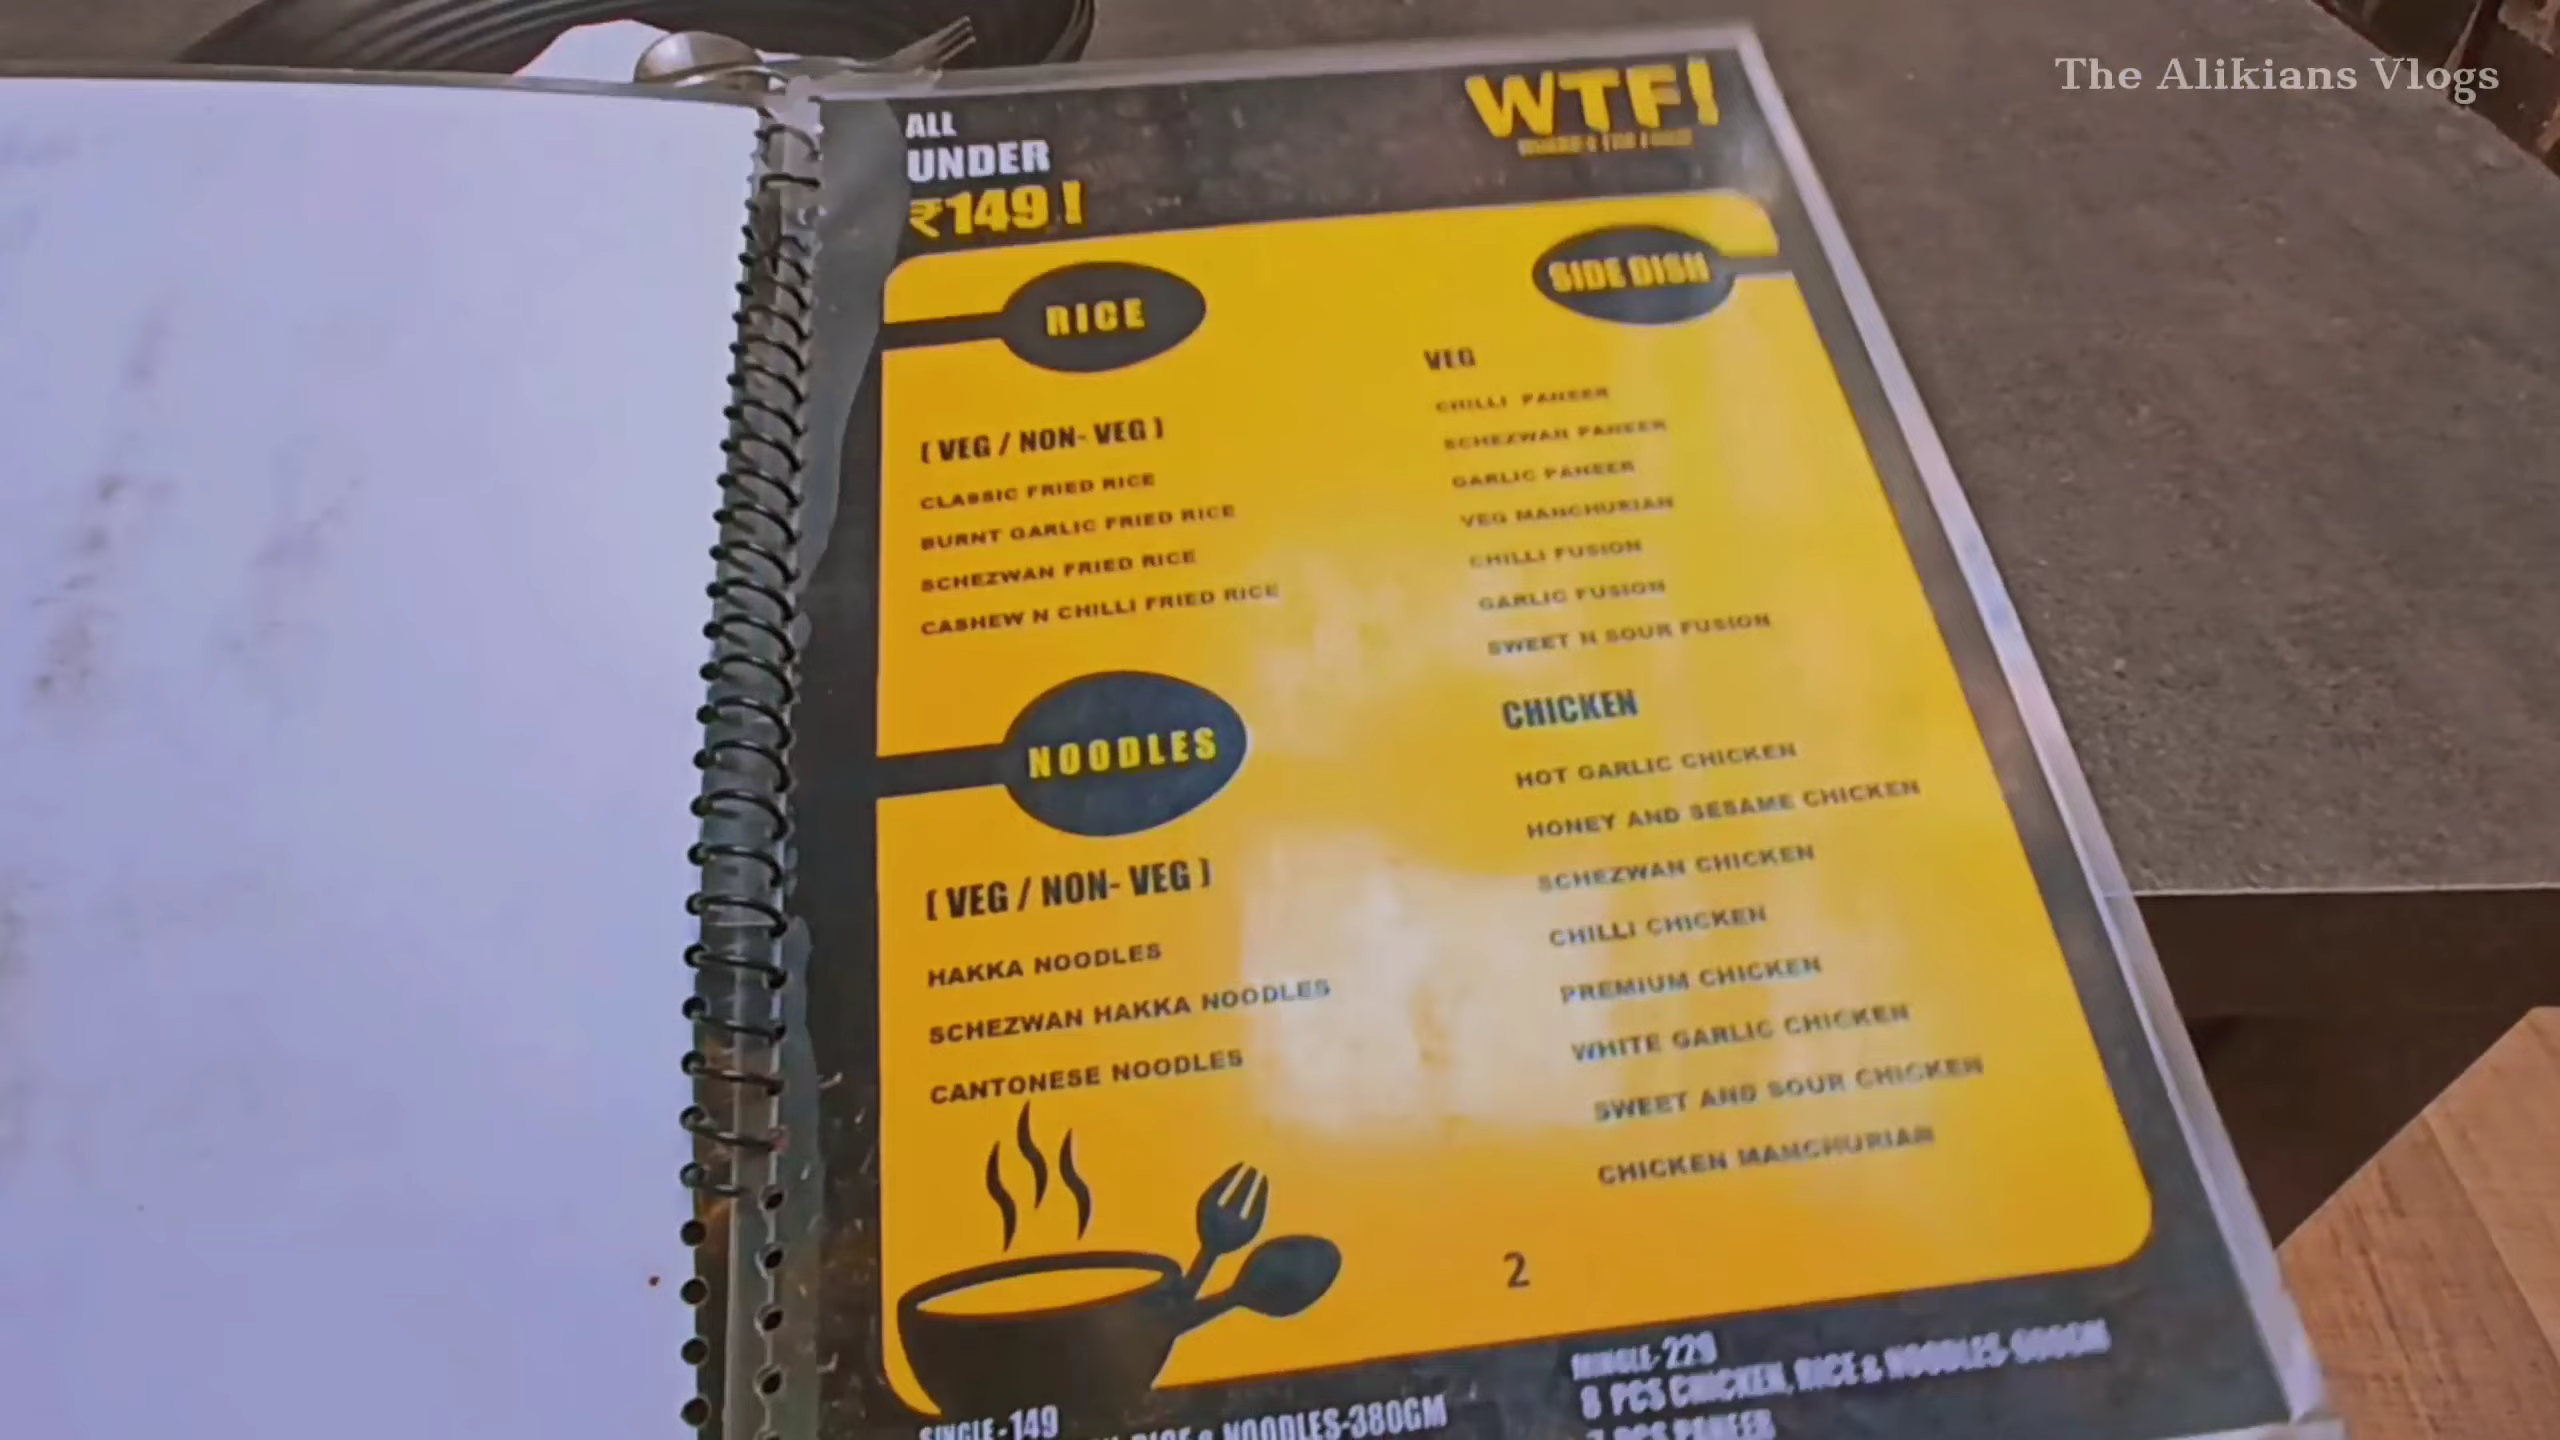 The Alikians Vlogs
ALL
UNDER
₹149!
WTF!
RICE
( VEG / NON- VEG )
CLASSIC FRIED RICE
BURNT GARLIC FRIED RICE
SCHEZWAN FRIED RICE
CASHEW N CHILLI FRIED RICE
NOODLES
( VEG / NON- VEG )
HAKKA NOODLES
SCHEZWAN HAKKA NOODLES
CANTONESE NOODLES
SIDE DISH
VEG
CHILLI PANEER
SCHEZWAN PANEER
GARLIC PANEER
VEG MANCHURIAN
CHILLI FUSION
GARLIC FUSION
SWEET N SOUR FUSION
CHICKEN
HOT GARLIC CHICKEN
HONEY AND SESAME CHICKEN
SCHEZWAN CHICKEN
CHILLI CHICKEN
PREMIUM CHICKEN
WHITE GARLIC CHICKEN
SWEET AND SOUR CHICKEN
CHICKEN MANCHURIAN
2
SINGLE-149
RICE & NOODLES-380GM
MINGLE-229
8 PCS CHICKEN, RICE & NOODLES
PCS PANEER